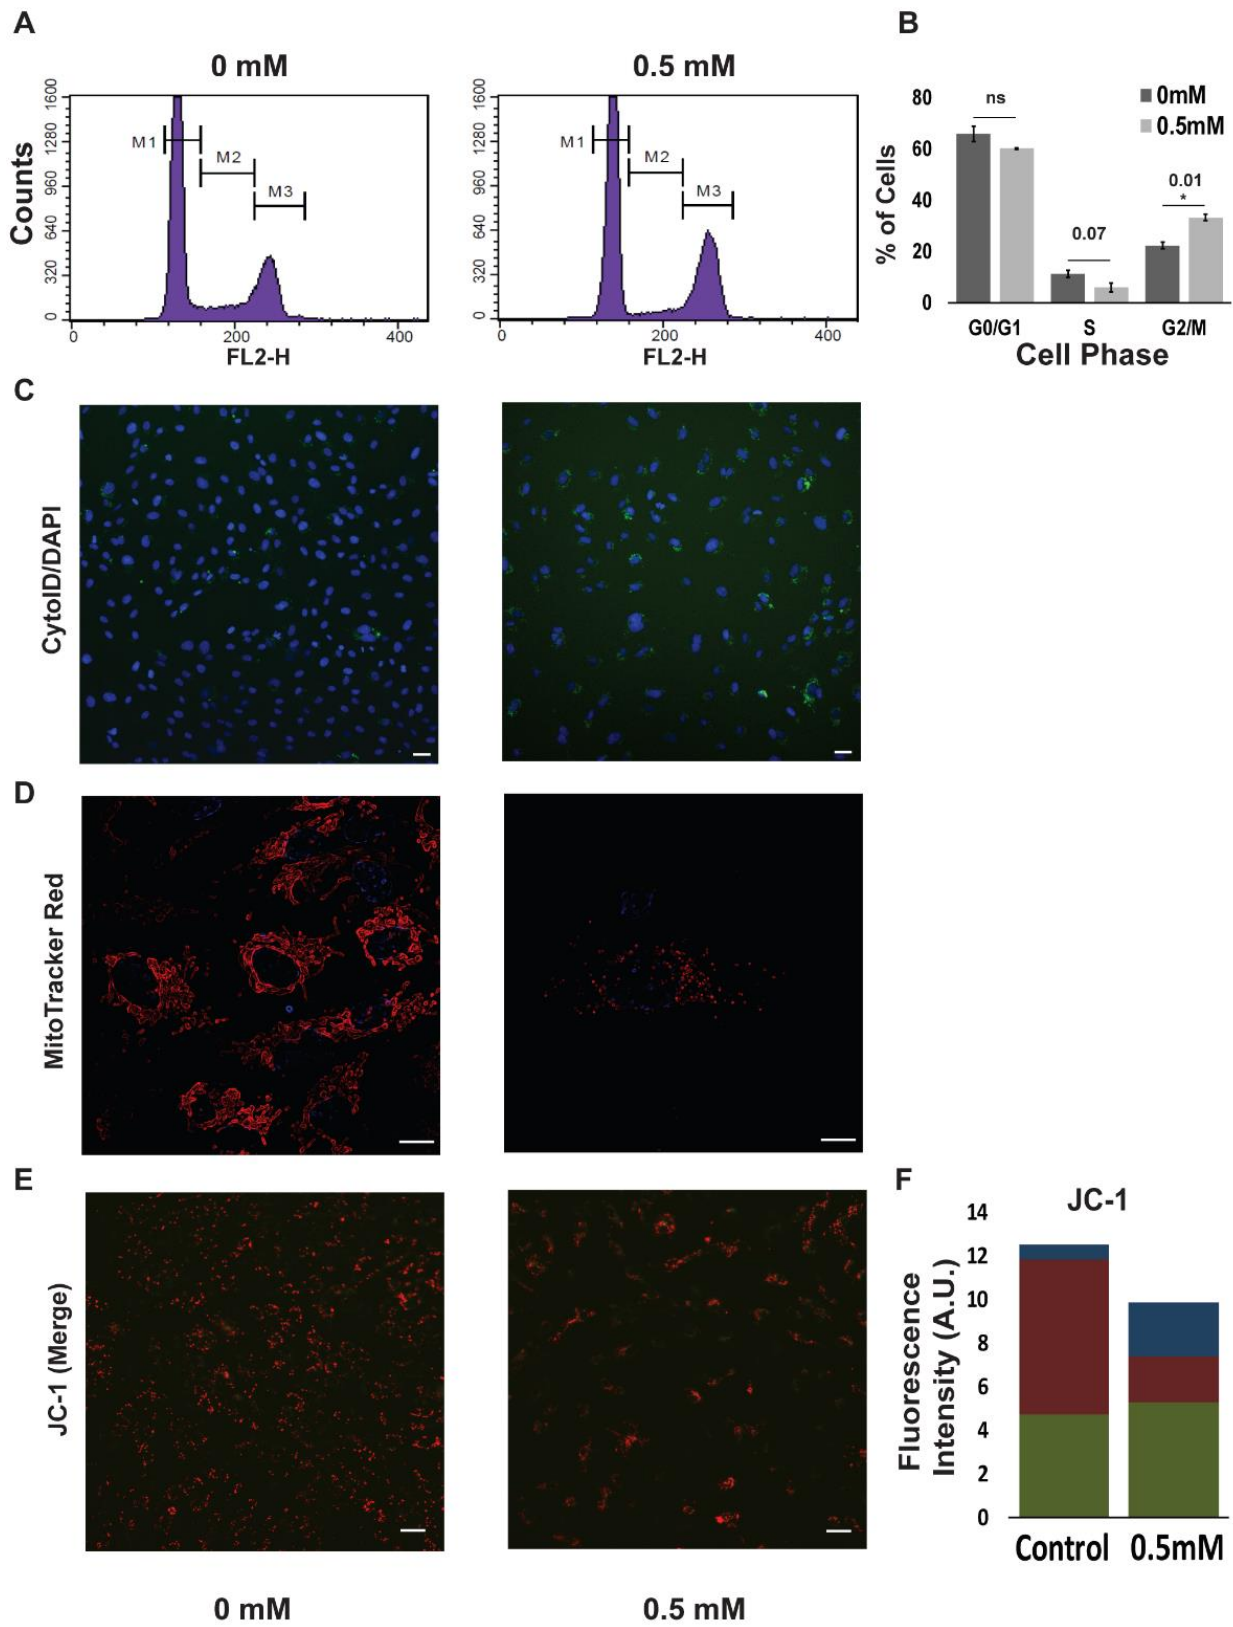 A
B
0 mM
0.5 mM
Counts
1600
1280
960
640
320
0
M1
M2
M3
0
200
400
FL2-H
1600
1280
960
640
320
0
M1
M2
M3
0
200
400
FL2-H
% of Cells
80
60
40
20
0
ns
0.07
0.01
*
0mM
0.5mM
G0/G1
S
G2/M
Cell Phase
C
CytoID/DAPI
D
MitoTracker Red
E
JC-1 (Merge)
F
JC-1
Fluorescence
Intensity (A.U.)
14
12
10
8
6
4
2
0
Control
0.5mM
0 mM
0.5 mM